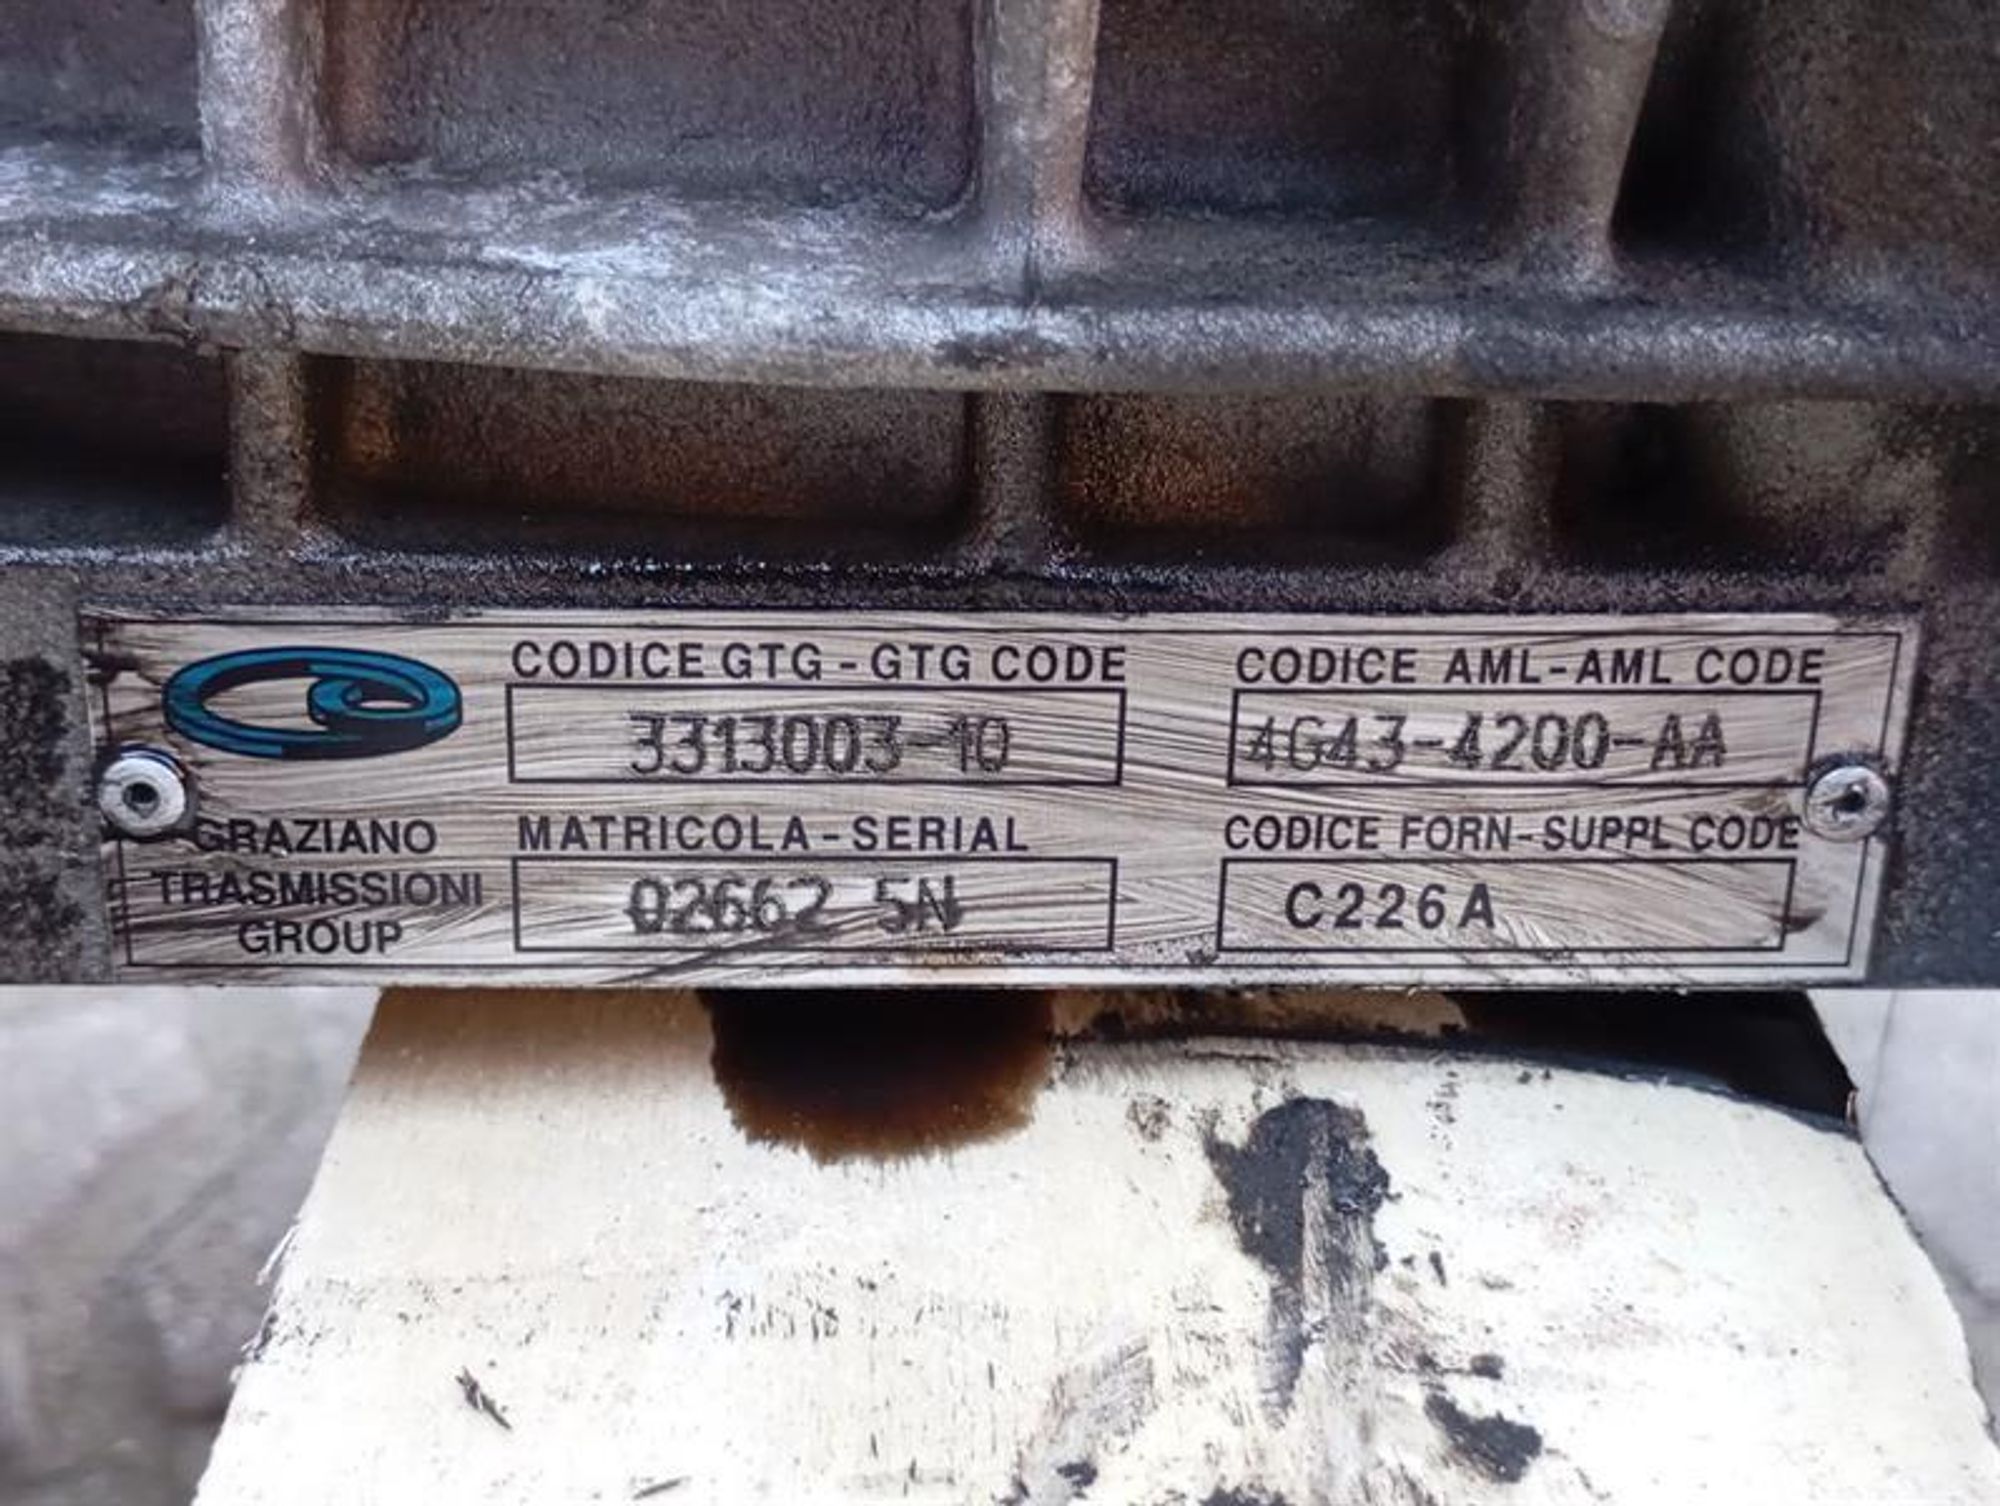 CODICE GTG - GTG CODE
3313003-10
CODICE AML-AML CODE
4G43-4200-AA
GRAZIANO
TRASMISSIONI
GROUP
MATRICOLA-SERIAL
02662 5N
CODICE FORN-SUPPL CODE
C226A